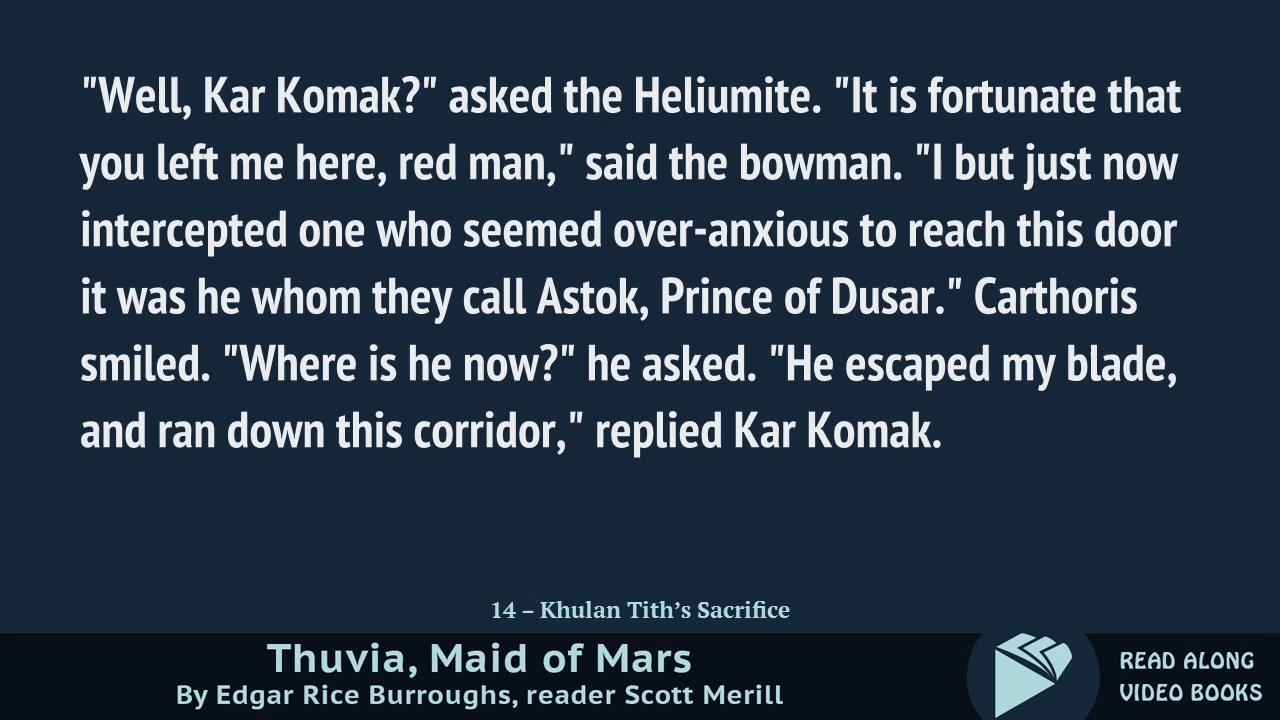 "Well, Kar Komak?" asked the Heliumite. "It is fortunate that
you left me here, red man," said the bowman. "I but just now
intercepted one who seemed over-anxious to reach this door
it was he whom they call Astok, Prince of Dusar." Carthoris
smiled. "Where is he now?" he asked. "He escaped my blade,
and ran down this corridor," replied Kar Komak.
14 – Khulan Tith’s Sacrifice
Thuvia, Maid of Mars
By Edgar Rice Burroughs, reader Scott Merill
READ ALONG
VIDEO BOOKS